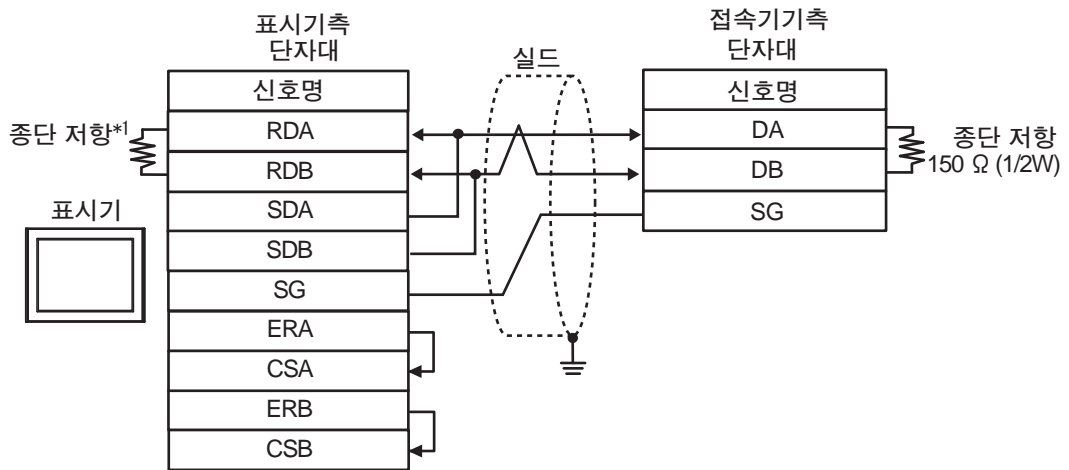 표시기측
단자대
신호명
RDA
RDB
SDA
SDB
SG
ERA
CSA
ERB
CSB
종단 저항*1
표시기
실드
접속기기측
단자대
신호명
DA
DB
SG
종단 저항
150 Ω (1/2W)